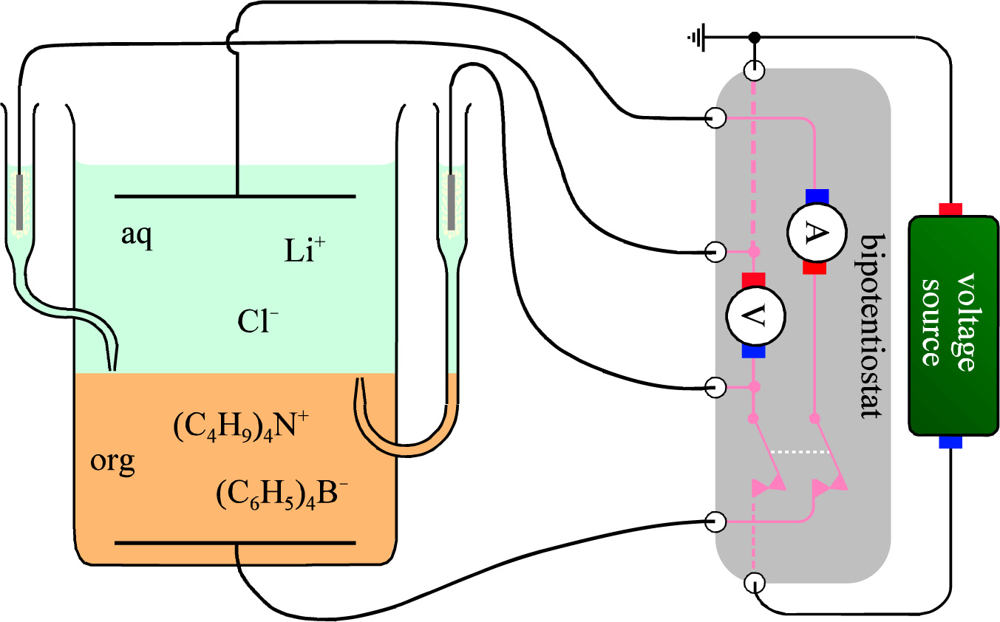 aq
Li⁺
Cl⁻
(C₄H₉)₄N⁺
org
(C₆H₅)₄B⁻
A
V
bipotentiostat
voltage
source